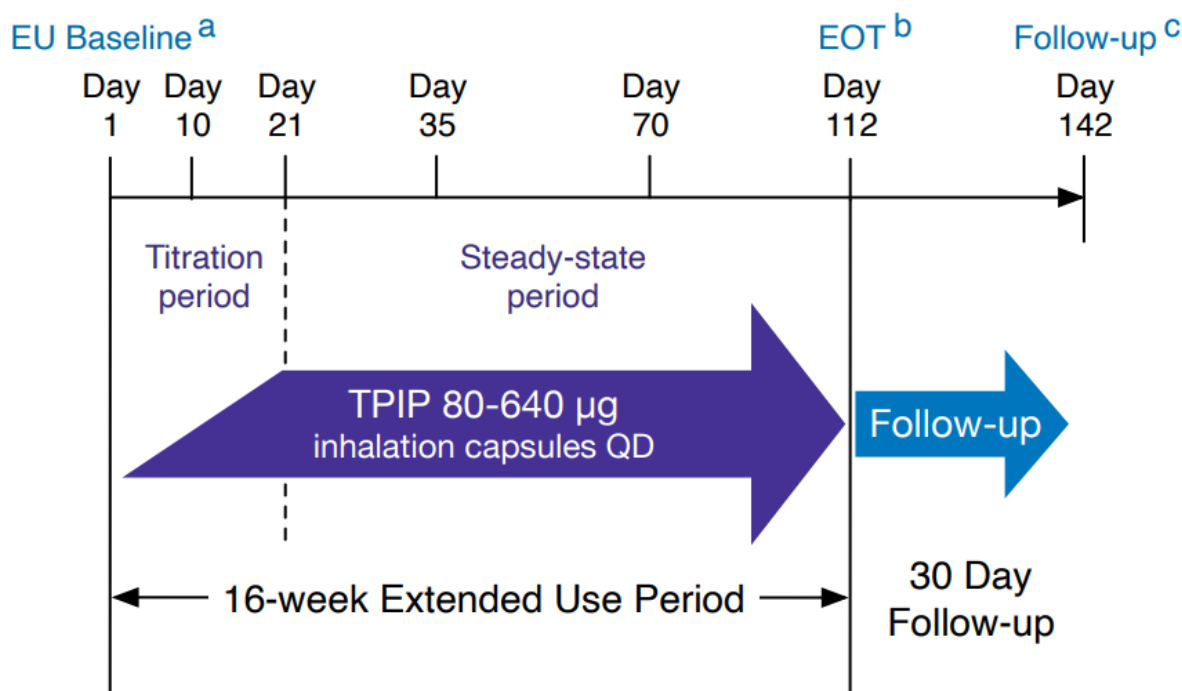 EU Baseline a
EOT b
Follow-up c
Day 1
Day 10
Day 21
Day 35
Day 70
Day 112
Day 142
Titration
period
Steady-state
period
TPIP 80-640 µg
inhalation capsules QD
Follow-up
16-week Extended Use Period
30 Day
Follow-up